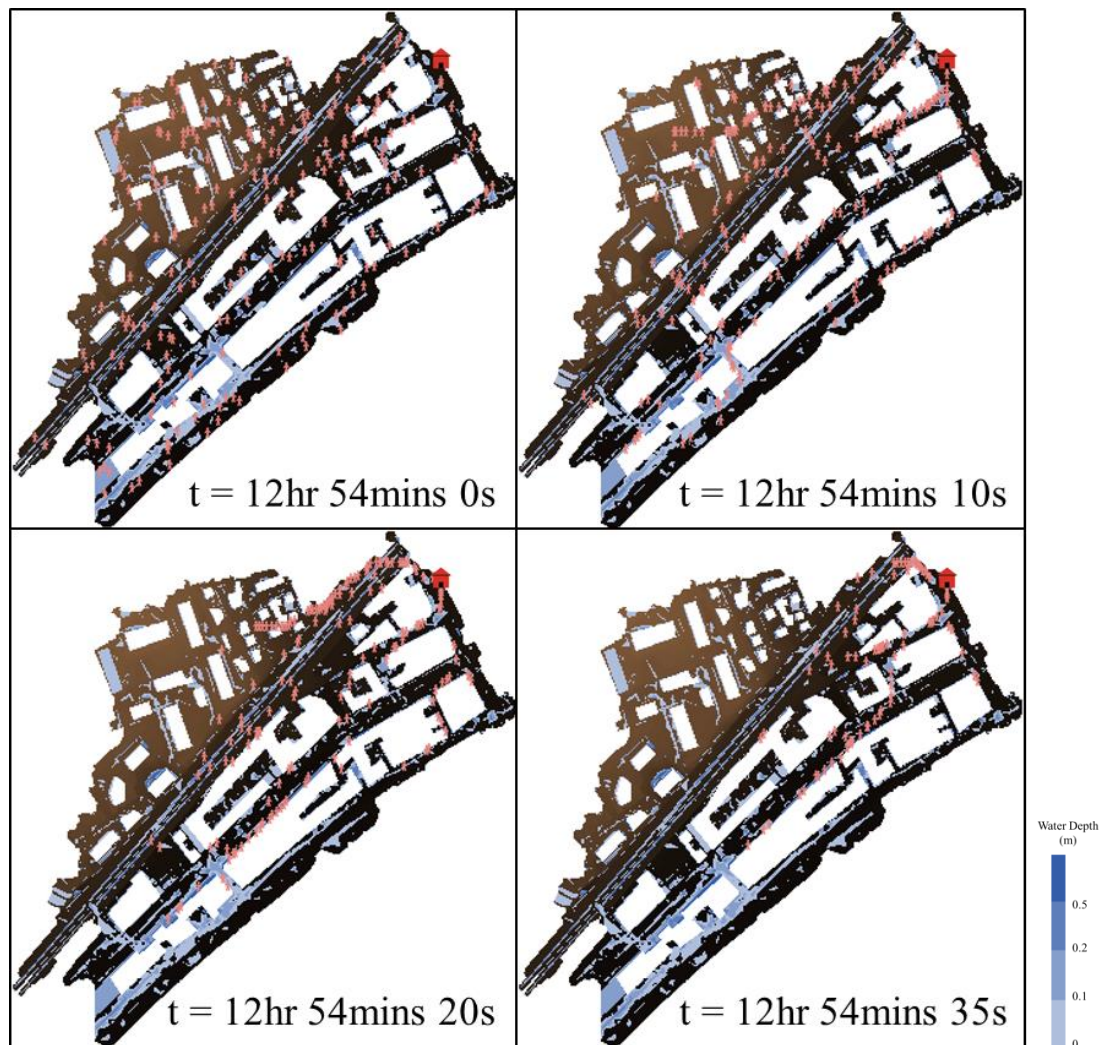 t = 12hr 54mins 0s
t = 12hr 54mins 10s
t = 12hr 54mins 20s
t = 12hr 54mins 35s
Water Depth
(m)
0.5
0.2
0.1
0